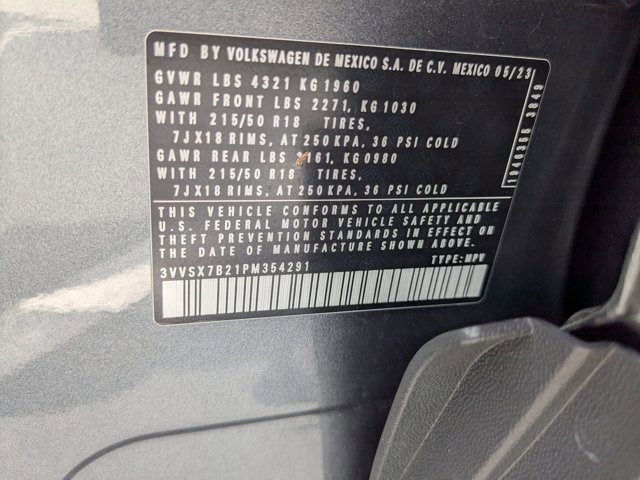 MFD BY VOLKSWAGEN DE MEXICO S.A. DE C.V. MEXICO 05/23
GVWR LBS 4321 KG 1960
GAWR FRONT LBS 2271, KG 1030
WITH 215/50 R18 TIRES,
7JX18 RIMS, AT 250 KPA, 36 PSI COLD
GAWR REAR LBS 2161, KG 0980
WITH 215/50 R18 TIRES,
7JX18 RIMS, AT 250 KPA, 36 PSI COLD
THIS VEHICLE CONFORMS TO ALL APPLICABLE
U.S. FEDERAL MOTOR VEHICLE SAFETY AND
THEFT PREVENTION STANDARDS IN EFFECT ON
THE DATE OF MANUFACTURE SHOWN ABOVE.
3VVSX7B21PM354291 TYPE: MPV
1940356 3849